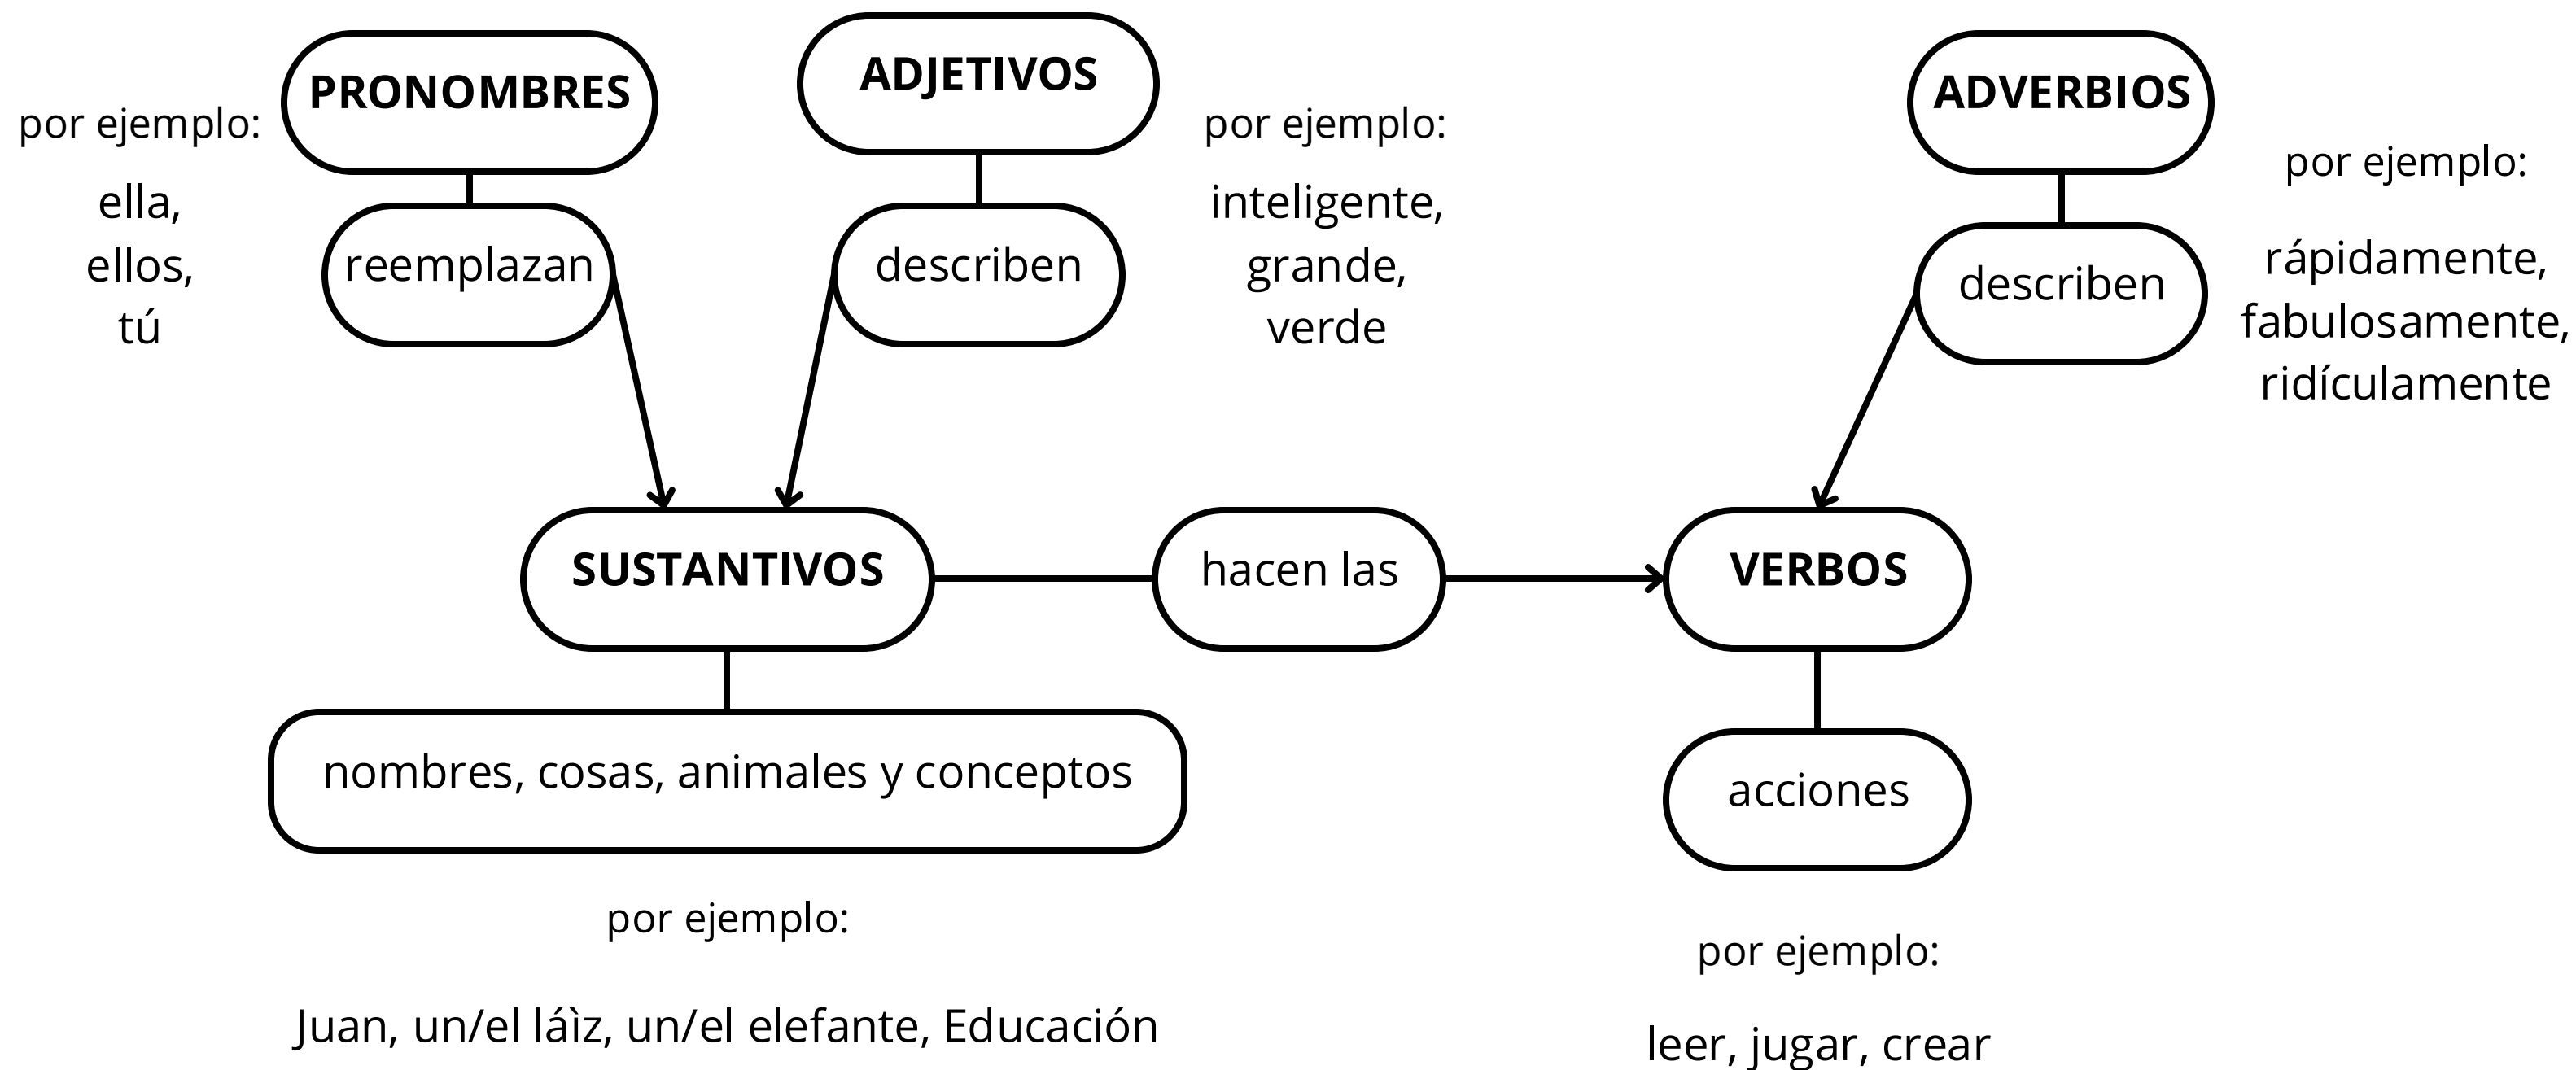 PRONOMBRES
por ejemplo:
ella,
ellos,
tú
reemplazan
ADJETIVOS
por ejemplo:
inteligente,
grande,
verde
describen
ADVERBIOS
por ejemplo:
rápidamente,
fabulosamente,
ridículamente
describen
SUSTANTIVOS
hacen las
VERBOS
nombres, cosas, animales y conceptos
acciones
por ejemplo:
Juan, un/el láìz, un/el elefante, Educación
por ejemplo:
leer, jugar, crear